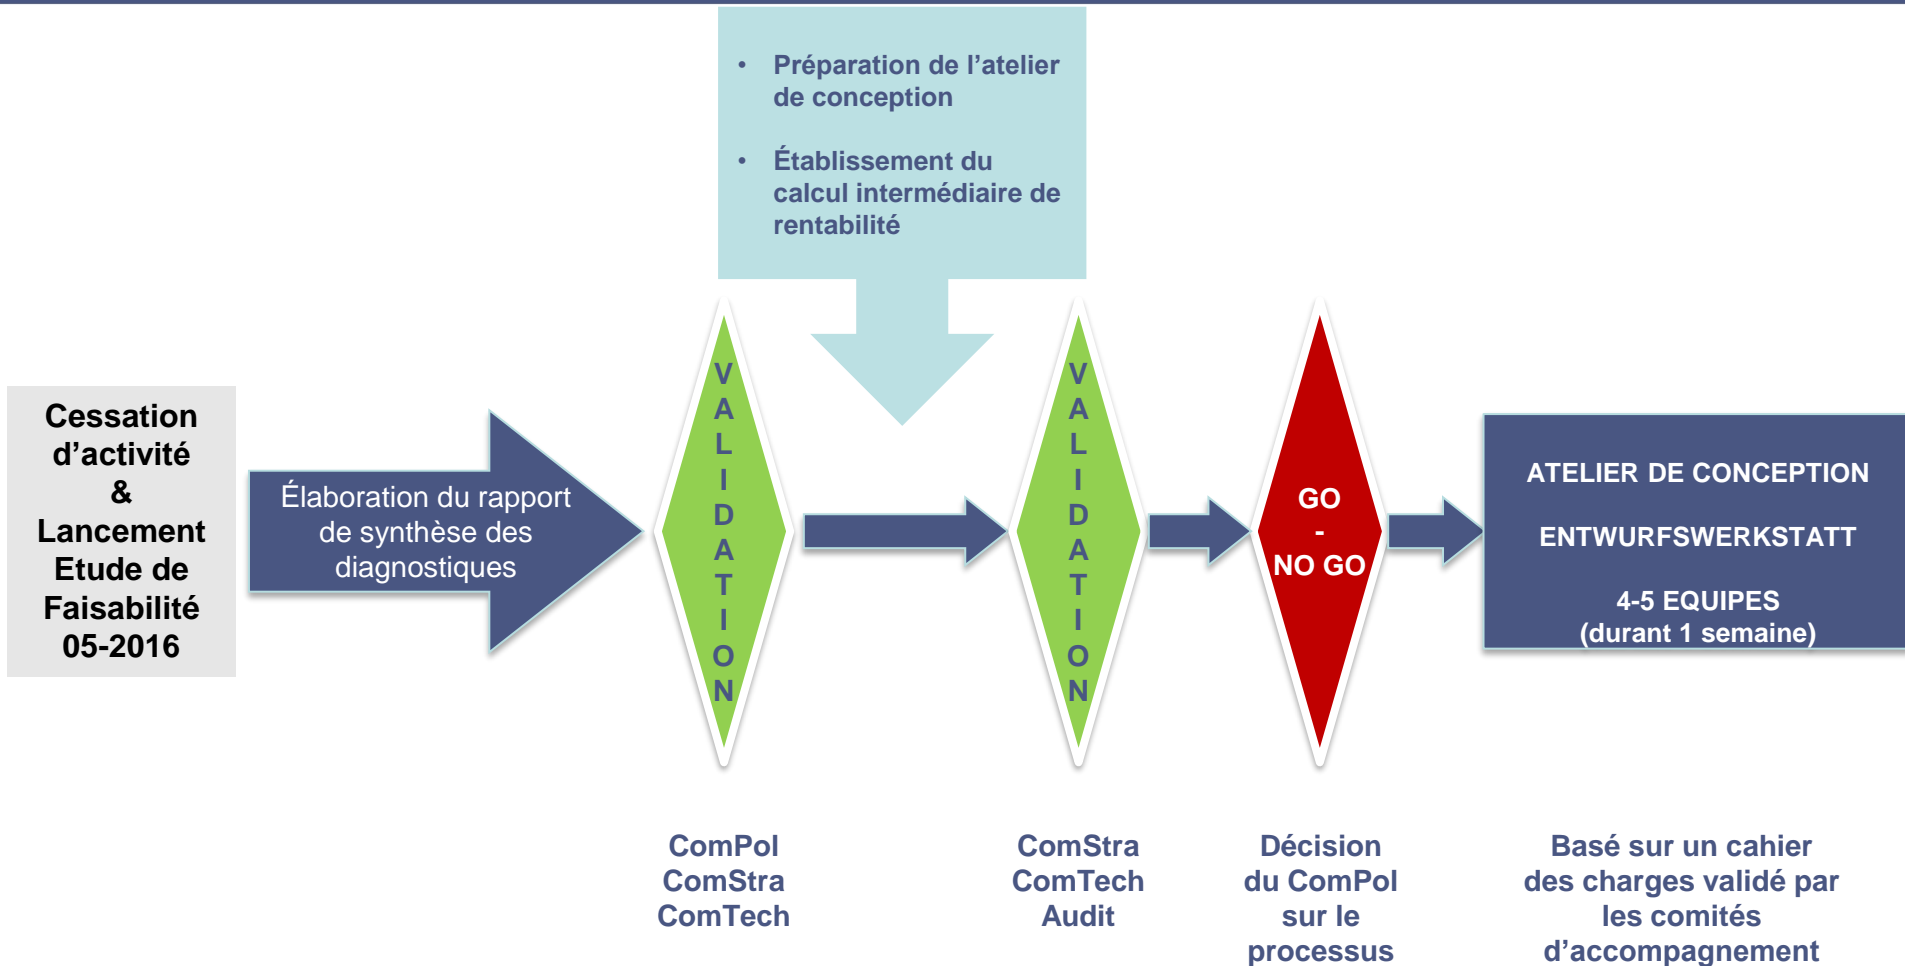 • Préparation de l’atelier
de conception
• Établissement du
calcul intermédiaire de
rentabilité
Cessation
d’activité
&
Lancement
Etude de
Faisabilité
05-2016
Élaboration du rapport
de synthèse des
diagnostiques
V
A
L
I
D
A
T
I
O
N
V
A
L
I
D
A
T
I
O
N
GO
-
NO GO
ATELIER DE CONCEPTION
ENTWURFSWERKSTATT
4-5 EQUIPES
(durant 1 semaine)
ComPol
ComStra
ComTech
ComStra
ComTech
Audit
Décision
du ComPol
sur le
processus
Basé sur un cahier
des charges validé par
les comités
d’accompagnement